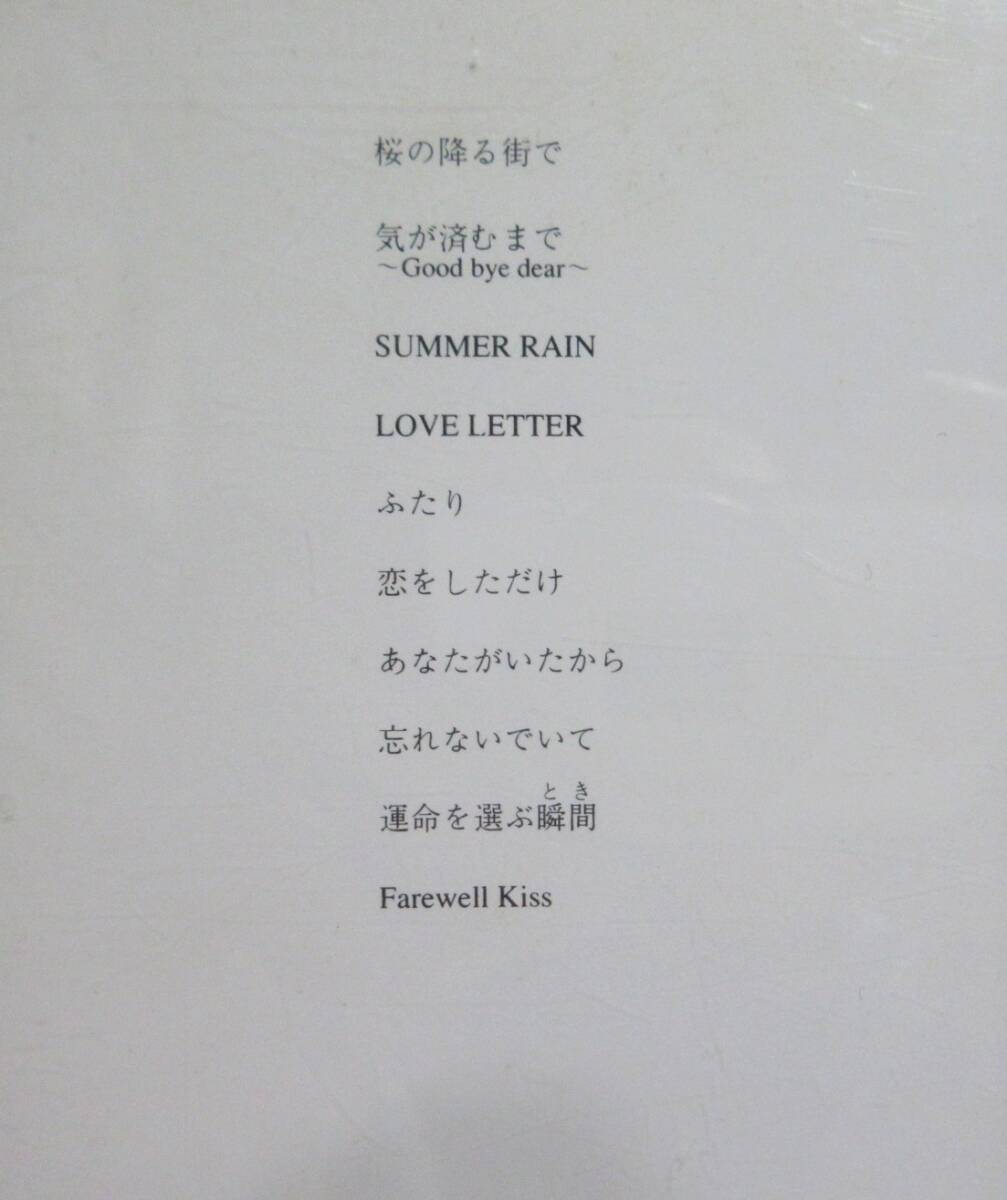 桜の降る街で
気が済むまで
〜Good bye dear〜
SUMMER RAIN
LOVE LETTER
ふたり
恋をしただけ
あなたがいたから
忘れないでいて
とき
運命を選ぶ瞬間
Farewell Kiss